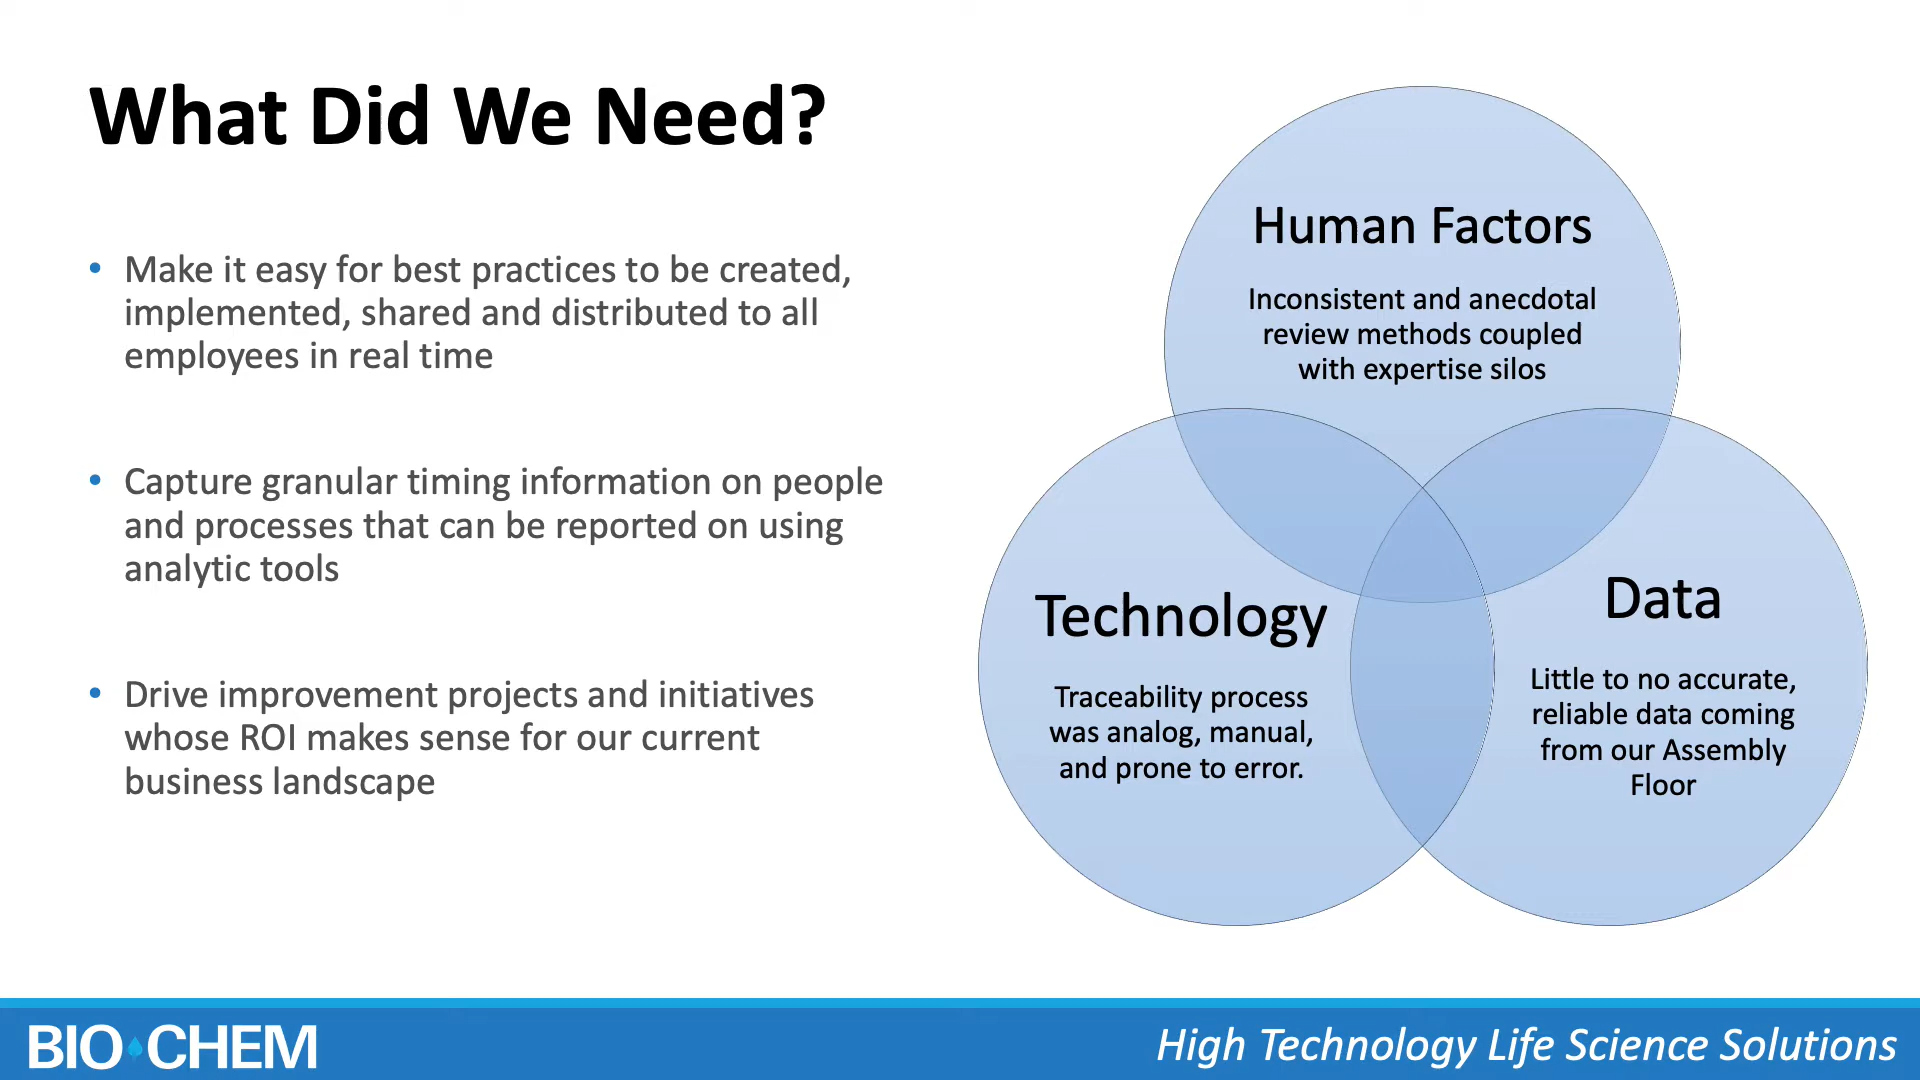 What Did We Need?
• Make it easy for best practices to be created,
implemented, shared and distributed to all
employees in real time
• Capture granular timing information on people
and processes that can be reported on using
analytic tools
• Drive improvement projects and initiatives
whose ROI makes sense for our current
business landscape
Human Factors
Inconsistent and anecdotal
review methods coupled
with expertise silos
Technology
Traceability process
was analog, manual,
and prone to error.
Data
Little to no accurate,
reliable data coming
from our Assembly
Floor
BIO CHEM
High Technology Life Science Solutions